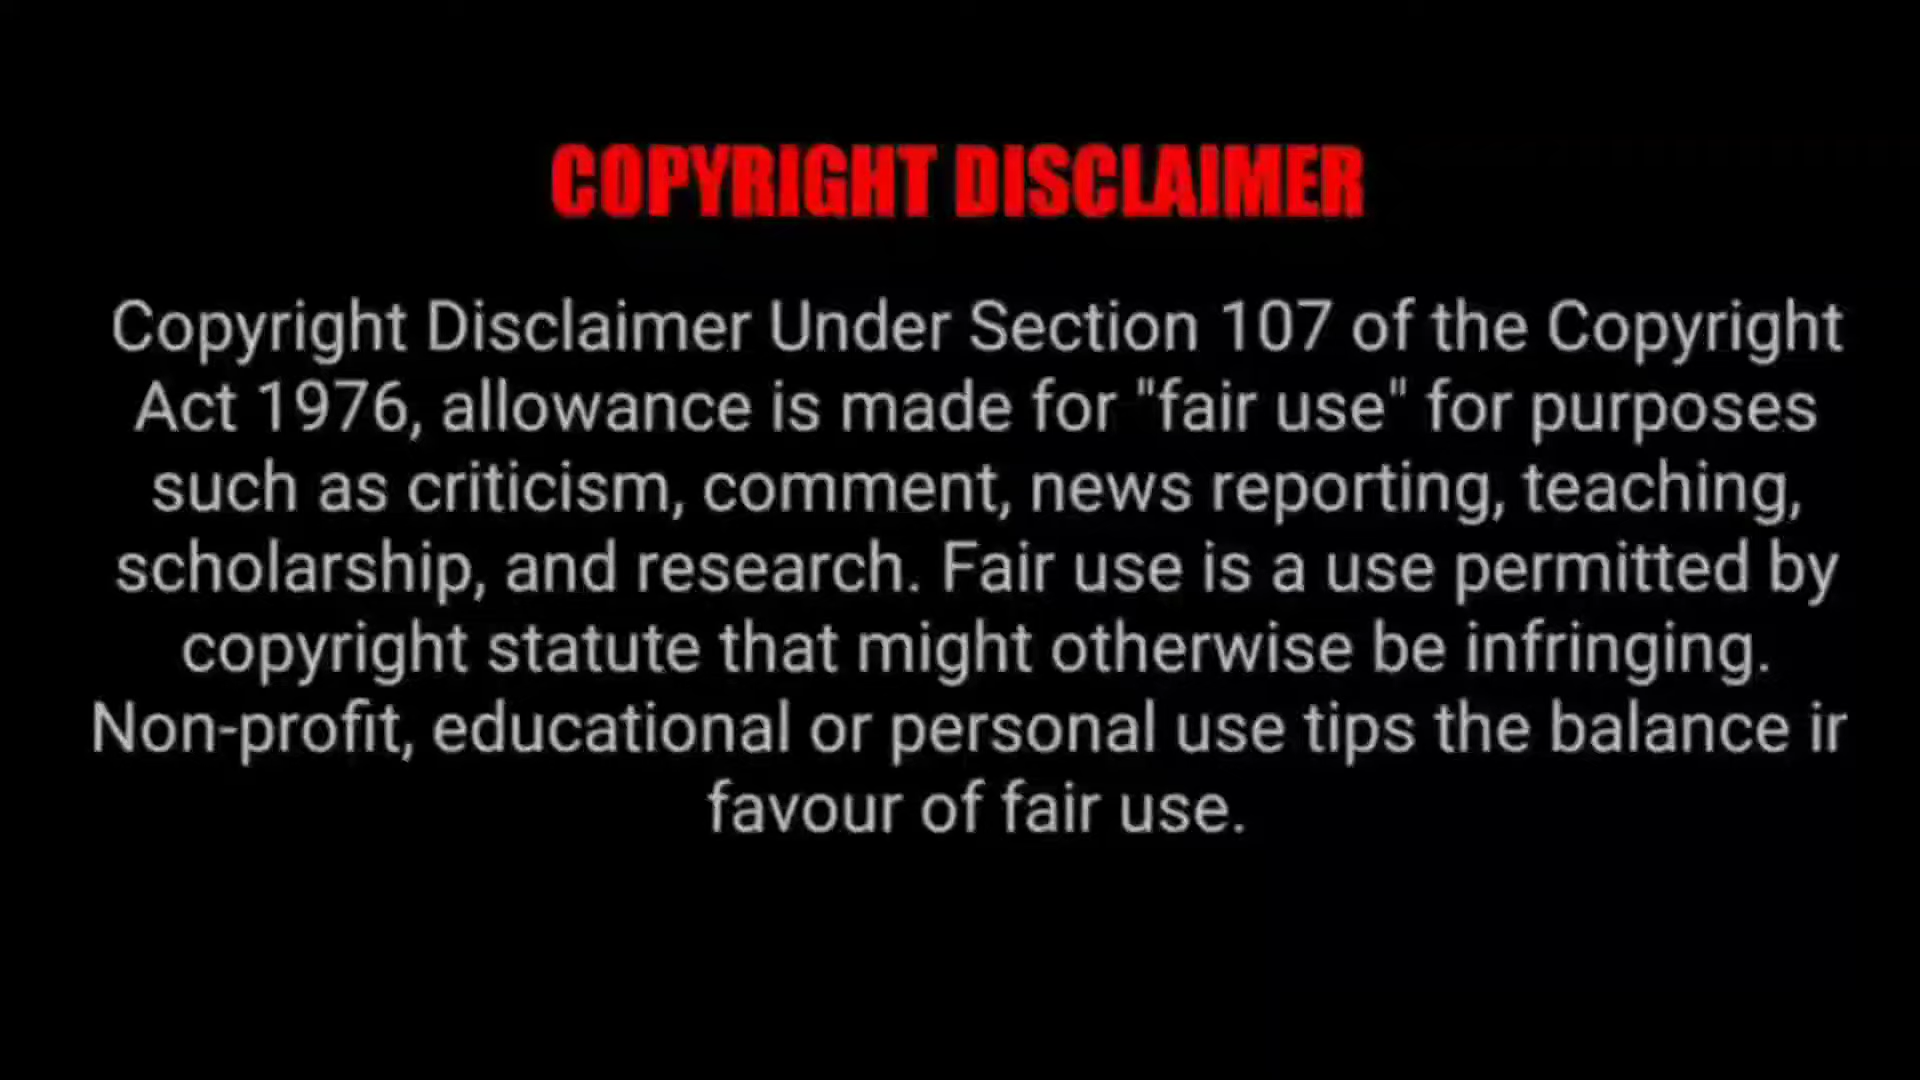 COPYRIGHT DISCLAIMER
Copyright Disclaimer Under Section 107 of the Copyright
Act 1976, allowance is made for "fair use" for purposes
such as criticism, comment, news reporting, teaching,
scholarship, and research. Fair use is a use permitted by
copyright statute that might otherwise be infringing.
Non-profit, educational or personal use tips the balance ir
favour of fair use.